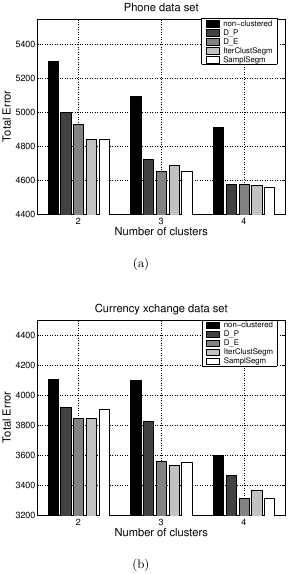 Phone data set
non-clustered
D_P
D_E
IterClustSegm
SamplSegm
5400
5200
5000
4800
4600
4400
Total Error
2 3 4
Number of clusters
(a)
Currency xchange data set
non-clustered
D_P
D_E
IterClustSegm
SamplSegm
4400
4200
4000
3800
3600
3400
3200
Total Error
2 3 4
Number of clusters
(b)